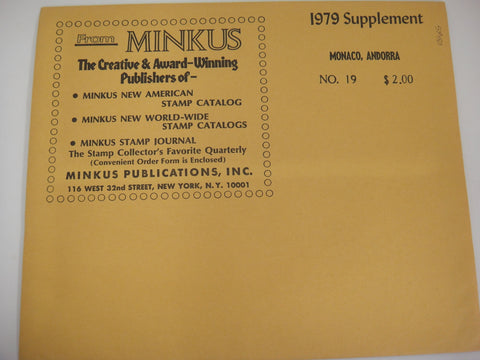 From MINKUS
The Creative & Award-Winning
Publishers of-
● MINKUS NEW AMERICAN
STAMP CATALOG
● MINKUS NEW WORLD-WIDE
STAMP CATALOGS
● MINKUS STAMP JOURNAL
The Stamp Collector's Favorite Quarterly
(Convenient Order Form is Enclosed)
MINKUS PUBLICATIONS, INC.
116 WEST 32nd STREET, NEW YORK, N.Y. 10001
1979 Supplement
MONACO, ANDORRA
NO. 19 $2.00